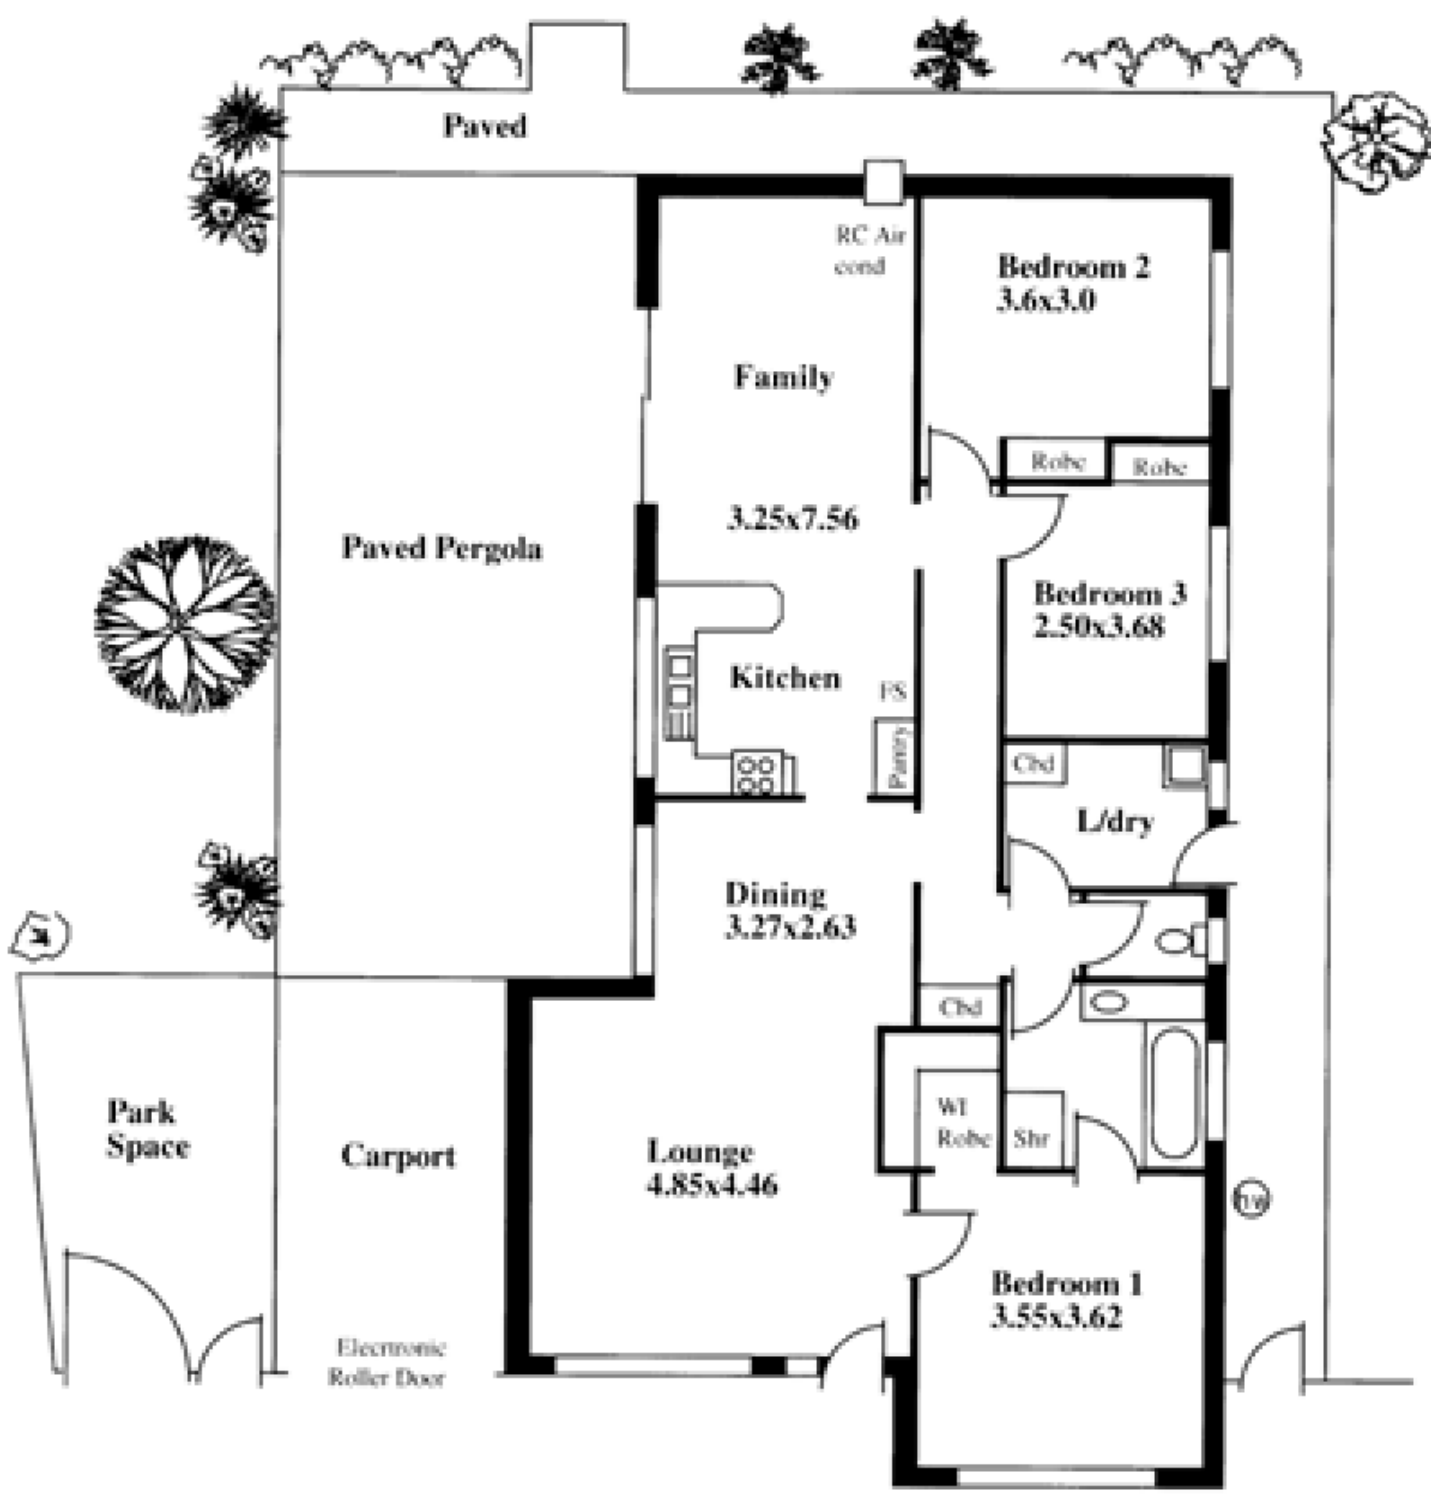 Paved
RC Air
cond
Bedroom 2
3.6x3.0
Family
Robe
Robe
3.25x7.56
Paved Pergola
Bedroom 3
2.50x3.68
Kitchen
FS
Pantry
Cbd
L/dry
Dining
3.27x2.63
Cbd
Park
Space
Carport
Lounge
4.85x4.46
WI
Robe
Shr
Bedroom 1
3.55x3.62
Elecrtronic
Roller Door